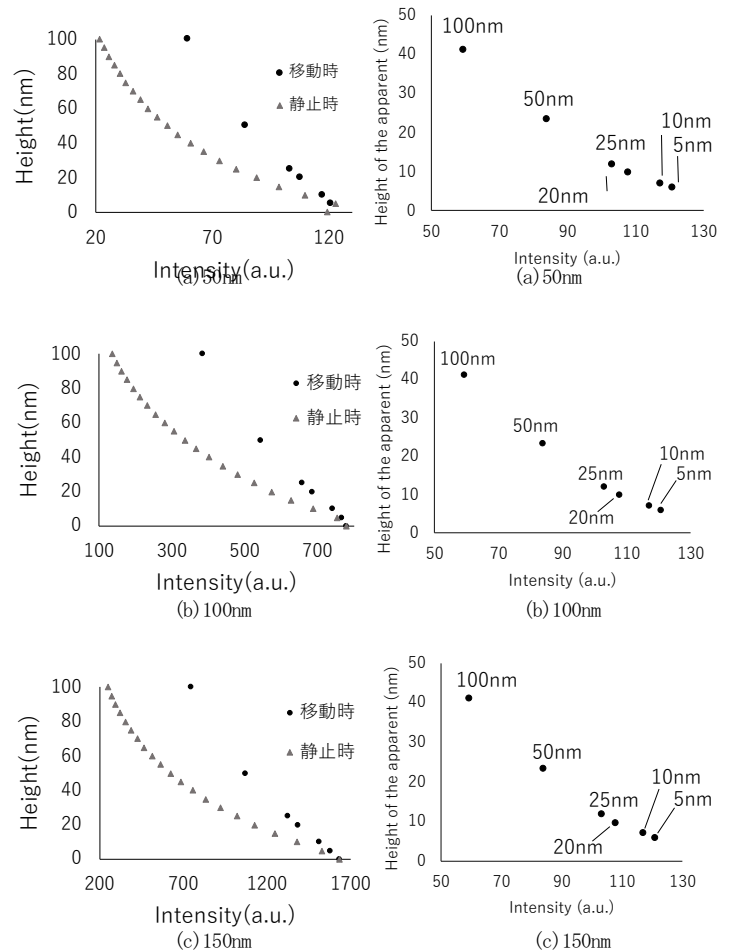 Height(nm)
100
80
60
40
20
0
20
70
120
移動時
静止時
Intensity(a.u.)
(a)50nm
Height of the apparent (nm)
50
40
30
20
10
0
50
70
90
110
130
100nm
50nm
25nm
20nm
10nm
5nm
Intensity (a.u.)
(a)50nm
Height(nm)
100
80
60
40
20
0
100
300
500
700
移動時
静止時
Intensity(a.u.)
(b)100nm
Height of the apparent (nm)
50
40
30
20
10
0
50
70
90
110
130
100nm
50nm
25nm
20nm
10nm
5nm
Intensity (a.u.)
(b)100nm
Height(nm)
100
80
60
40
20
0
200
700
1200
1700
移動時
静止時
Intensity(a.u.)
(c)150nm
Height of the apparent (nm)
50
40
30
20
10
0
50
70
90
110
130
100nm
50nm
25nm
20nm
10nm
5nm
Intensity (a.u.)
(c)150nm